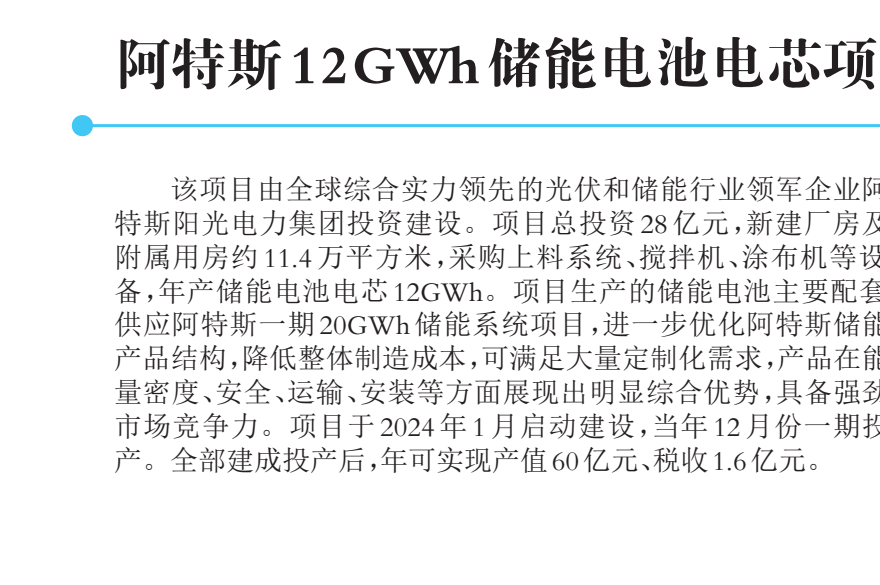 阿特斯12GWh储能电池电芯项
该项目由全球综合实力领先的光伏和储能行业领军企业阿
特斯阳光电力集团投资建设。项目总投资28亿元,新建厂房及
附属用房约11.4万平方米,采购上料系统、搅拌机、涂布机等设
备,年产储能电池电芯12GWh。项目生产的储能电池主要配套
供应阿特斯一期20GWh储能系统项目,进一步优化阿特斯储能
产品结构,降低整体制造成本,可满足大量定制化需求,产品在能
量密度、安全、运输、安装等方面展现出明显综合优势,具备强劲
市场竞争力。项目于2024年1月启动建设,当年12月份一期投
产。全部建成投产后,年可实现产值60亿元、税收1.6亿元。